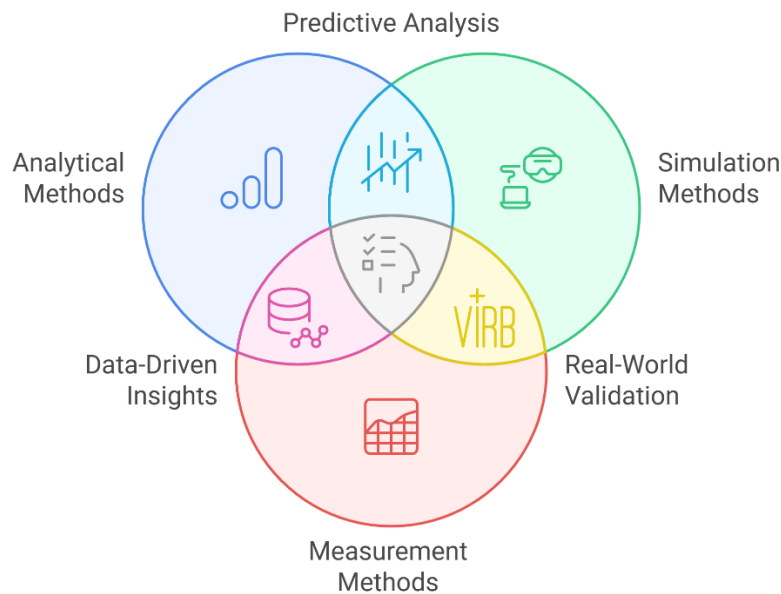 Predictive Analysis
Analytical
Methods
Simulation
Methods
VIRB
Data-Driven
Insights
Real-World
Validation
Measurement
Methods